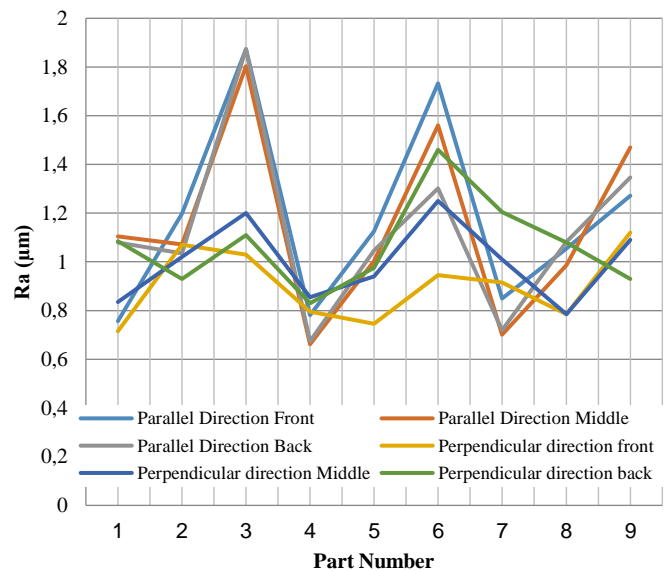 2
1,8
1,6
1,4
1,2
1
0,8
0,6
0,4
0,2
0
Ra (μm)
Parallel Direction Front
Parallel Direction Middle
Parallel Direction Back
Perpendicular direction front
Perpendicular direction Middle
Perpendicular direction back
1 2 3 4 5 6 7 8 9
Part Number